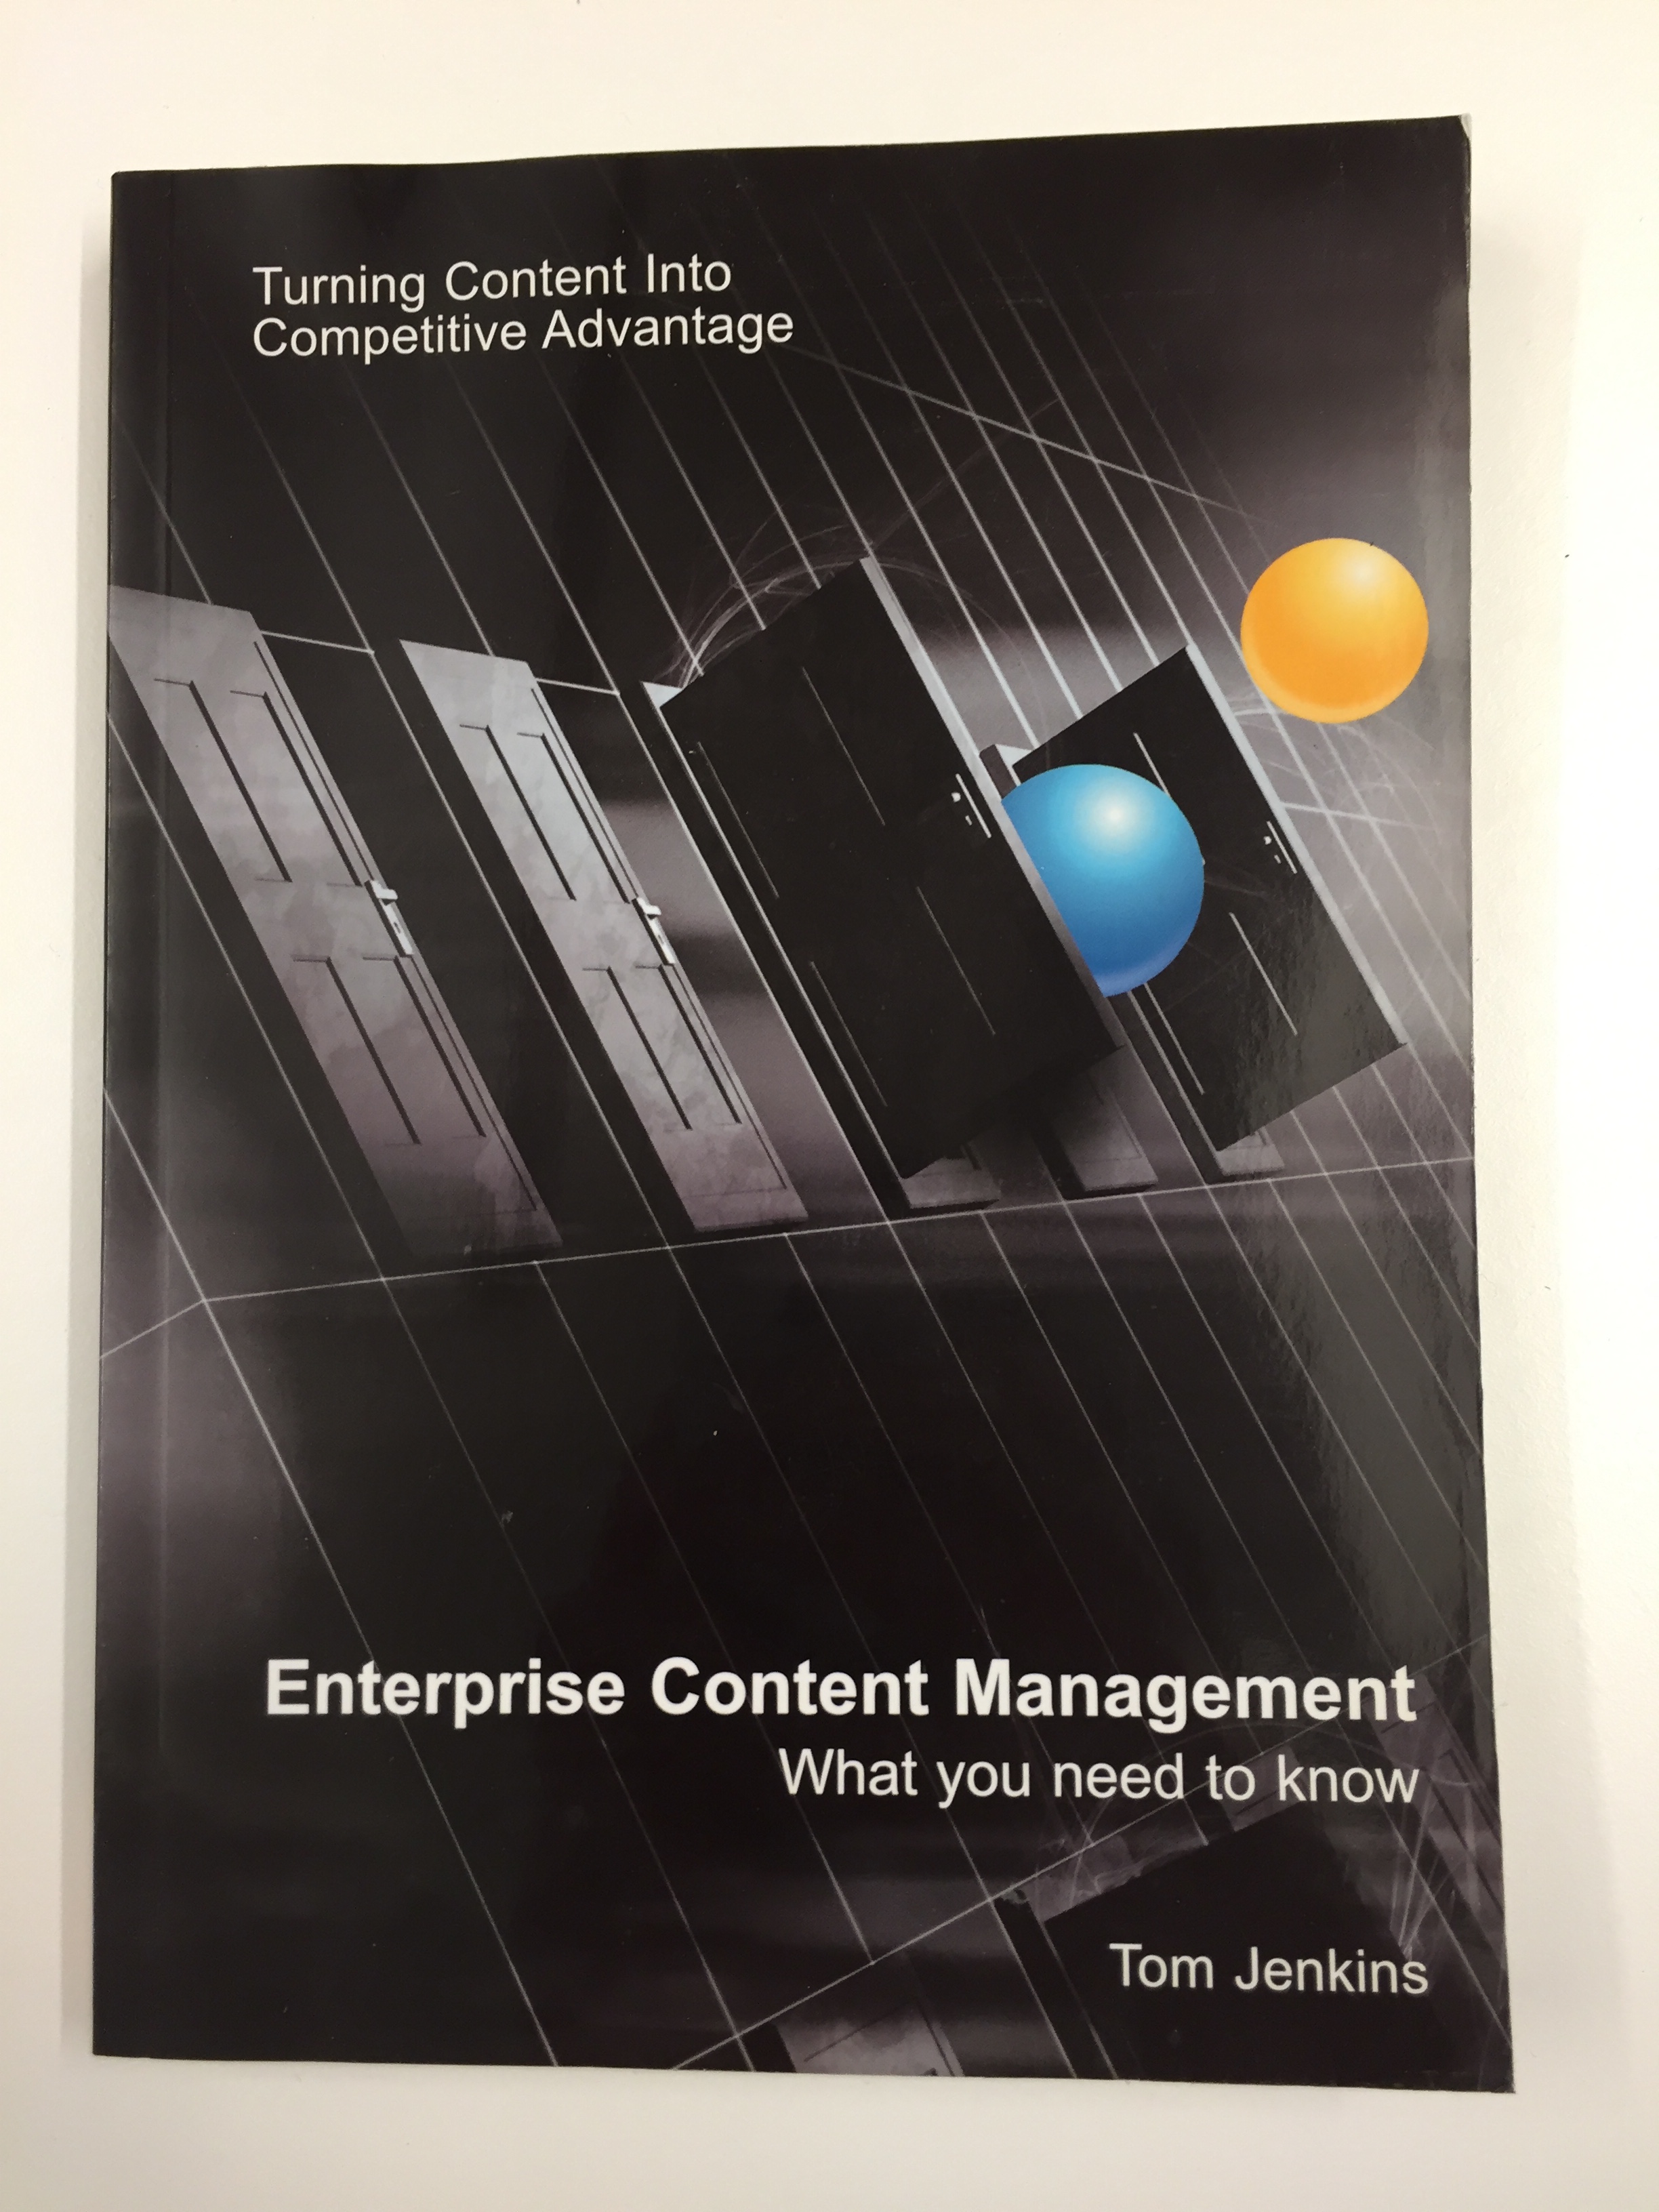 Turning Content Into
Competitive Advantage
Enterprise Content Management
What you need to know
Tom Jenkins